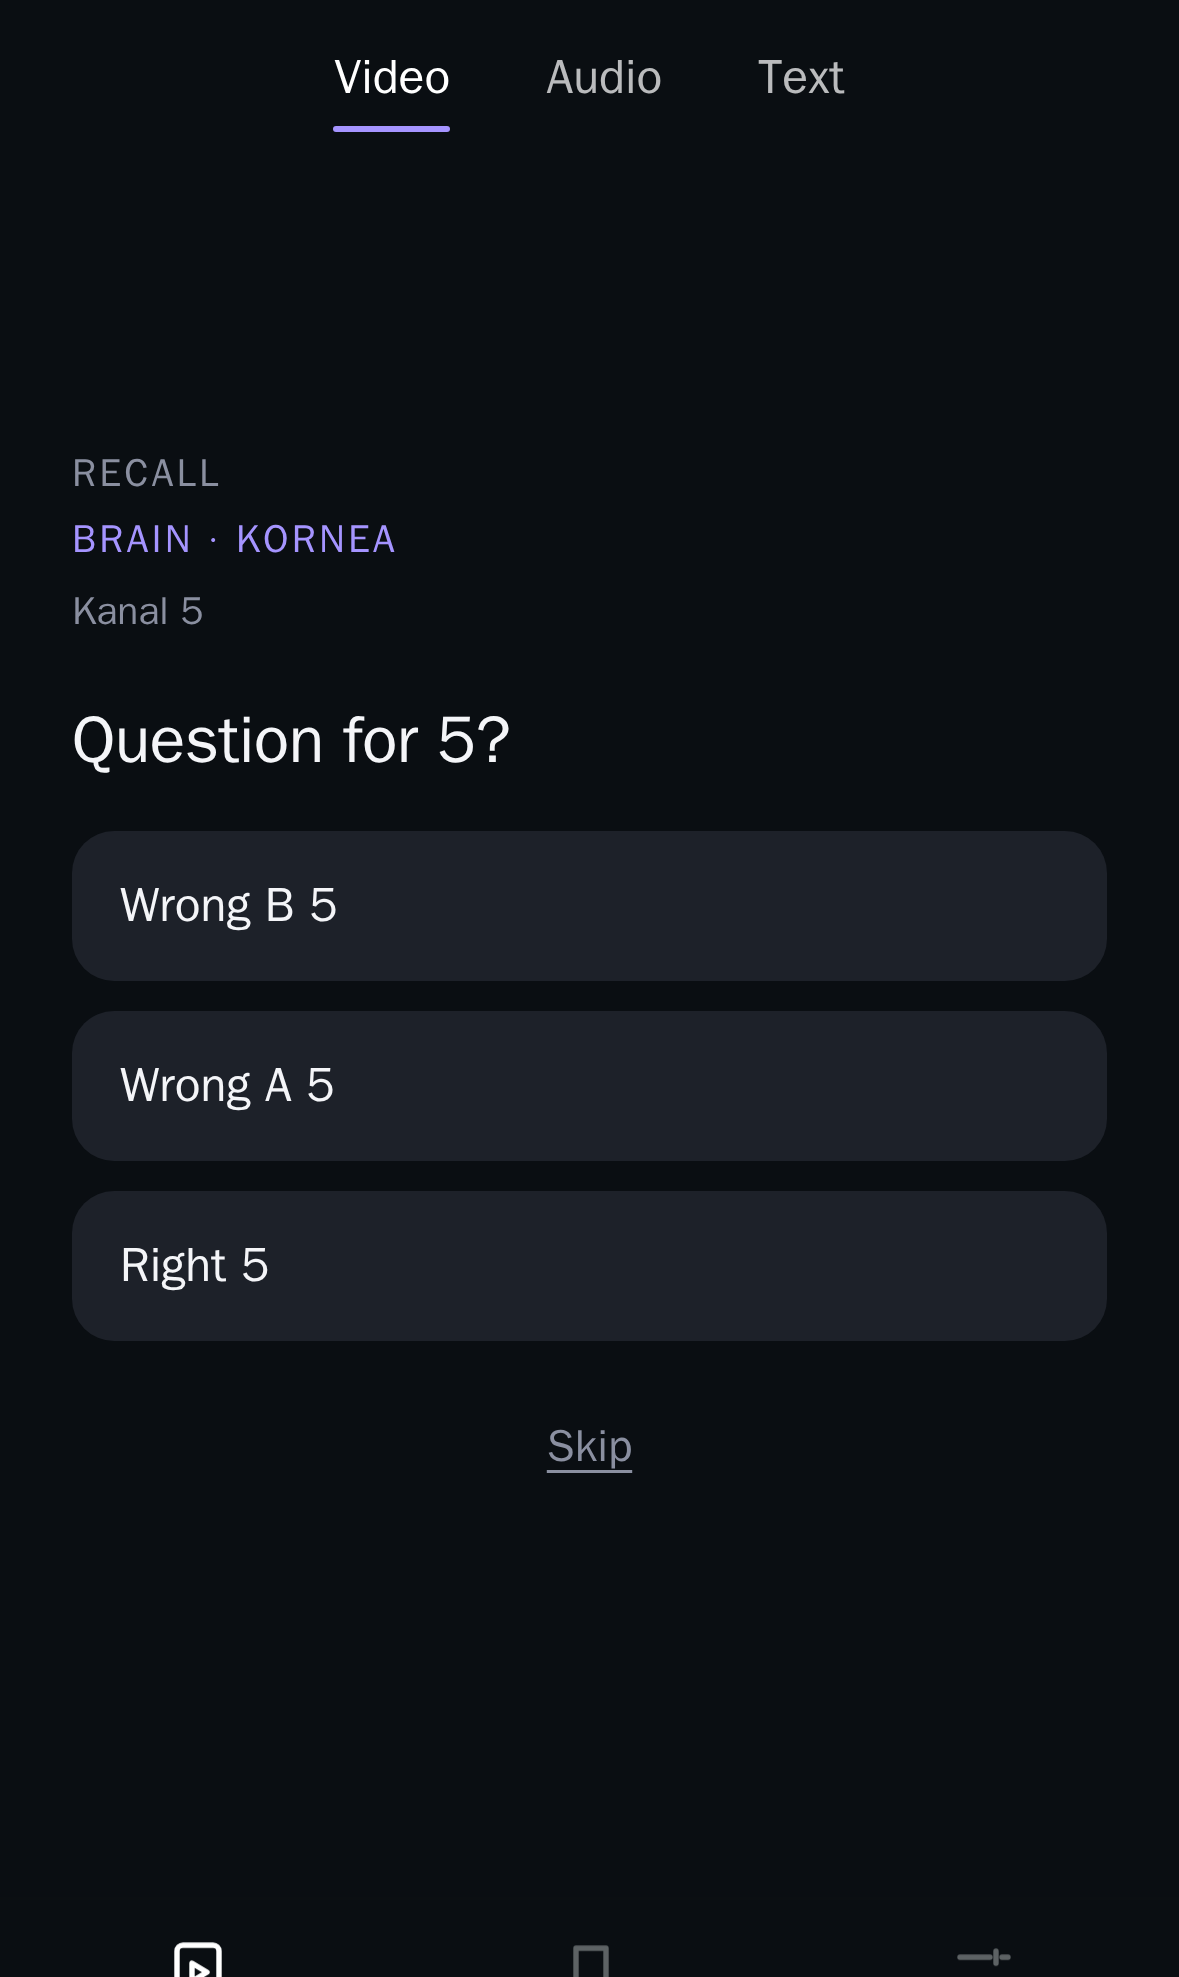 Video Audio Text
RECALL
BRAIN · KORNEA
Kanal 5
Question for 5?
Wrong B 5
Wrong A 5
Right 5
Skip